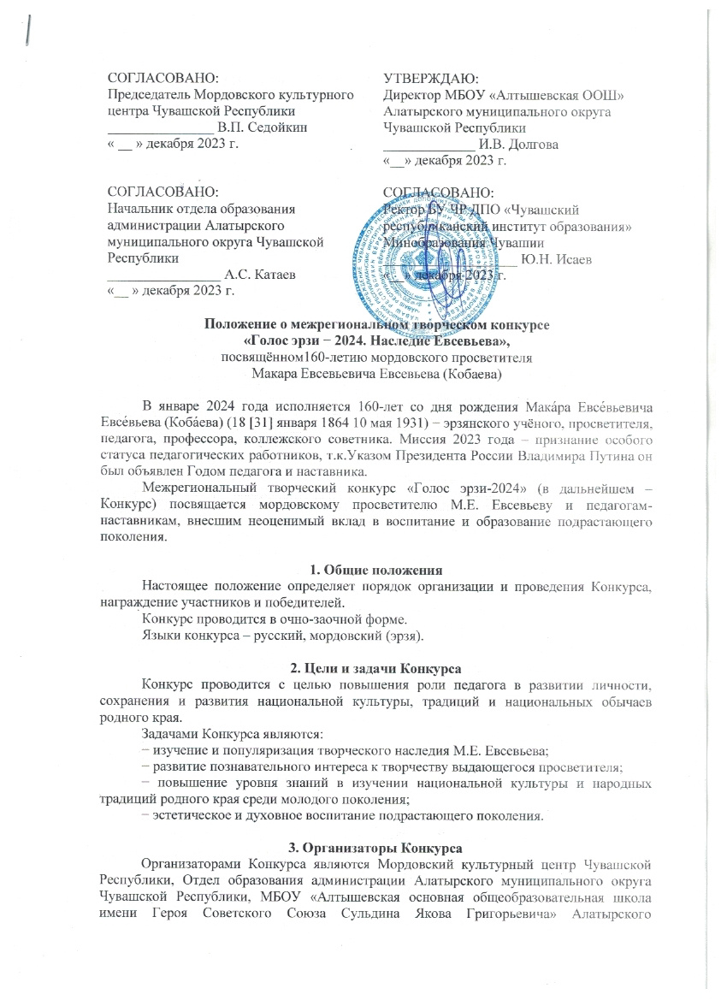 СОГЛАСОВАНО:
Председатель Мордовского культурного
центра Чувашской Республики
________________ В.П. Седойкин
« __ » декабря 2023 г.
УТВЕРЖДАЮ:
Директор МБОУ «Алтышевская ООШ»
Алатырского муниципального округа
Чувашской Республики
______________ И.В. Долгова
«__» декабря 2023 г.
СОГЛАСОВАНО:
Начальник отдела образования
администрации Алатырского
муниципального округа Чувашской
Республики
_________________ А.С. Катаев
«__ » декабря 2023 г.
СОГЛАСОВАНО:
Ректор БУ ЧР ДПО «Чувашский
республиканский институт образования»
Минобразования Чувашии
____________________ Ю.Н. Исаев
«__» декабря 2023 г.
Положение о межрегиональном творческом конкурсе
«Голос эрзи − 2024. Наследие Евсевьева»,
посвящённом160-летию мордовского просветителя
Макара Евсевьевича Евсевьева (Кобаева)
В январе 2024 года исполняется 160-лет со дня рождения Мака́ра Евсе́вьевича
Евсе́вьева (Коба́ева) (18 [31] января 1864 10 мая 1931) − эрзянского учёного, просветителя,
педагога, профессора, коллежского советника. Миссия 2023 года – признание особого
статуса педагогических работников, т.к.Указом Президента России Владимира Путина он
был объявлен Годом педагога и наставника.
Межрегиональный творческий конкурс «Голос эрзи-2024» (в дальнейшем –
Конкурс) посвящается мордовскому просветителю М.Е. Евсевьеву и педагогам-
наставникам, внесшим неоценимый вклад в воспитание и образование подрастающего
поколения.
1. Общие положения
Настоящее положение определяет порядок организации и проведения Конкурса,
награждение участников и победителей.
Конкурс проводится в очно-заочной форме.
Языки конкурса – русский, мордовский (эрзя).
2. Цели и задачи Конкурса
Конкурс проводится с целью повышения роли педагога в развитии личности,
сохранения и развития национальной культуры, традиций и национальных обычаев
родного края.
Задачами Конкурса являются:
− изучение и популяризация творческого наследия М.Е. Евсевьева;
− развитие познавательного интереса к творчеству выдающегося просветителя;
− повышение уровня знаний в изучении национальной культуры и народных
традиций родного края среди молодого поколения;
− эстетическое и духовное воспитание подрастающего поколения.
3. Организаторы Конкурса
Организаторами Конкурса являются Мордовский культурный центр Чувашской
Республики, Отдел образования администрации Алатырского муниципального округа
Чувашской Республики, МБОУ «Алтышевская основная общеобразовательная школа
имени Героя Советского Союза Сульдина Якова Григорьевича» Алатырского